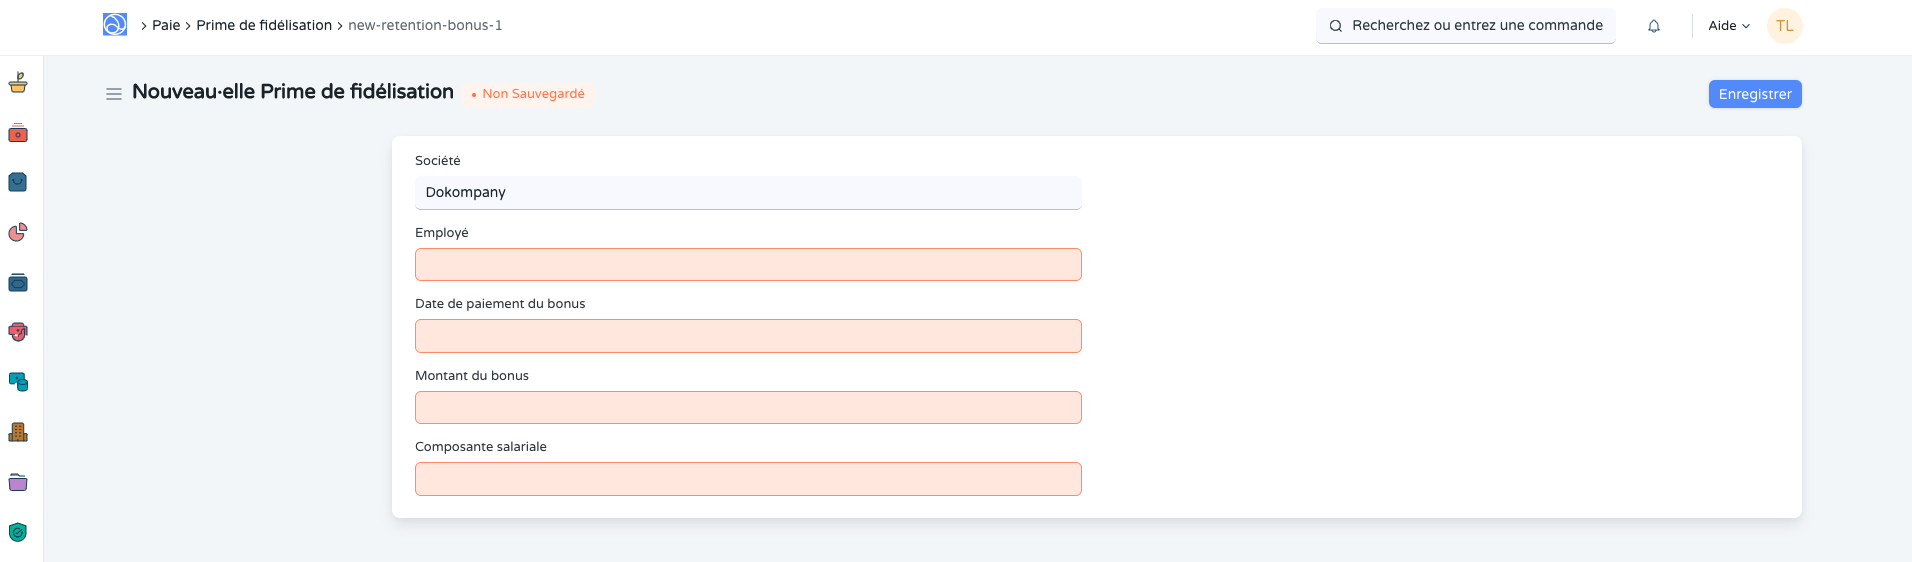 Paie Prime de fidélisation new-retention-bonus-1
Recherchez ou entrez une commande
Aide
TL
Nouveau·elle Prime de fidélisation
Non Sauvegardé
Enregistrer
Société
Dokompany
Employé
Date de paiement du bonus
Montant du bonus
Composante salariale